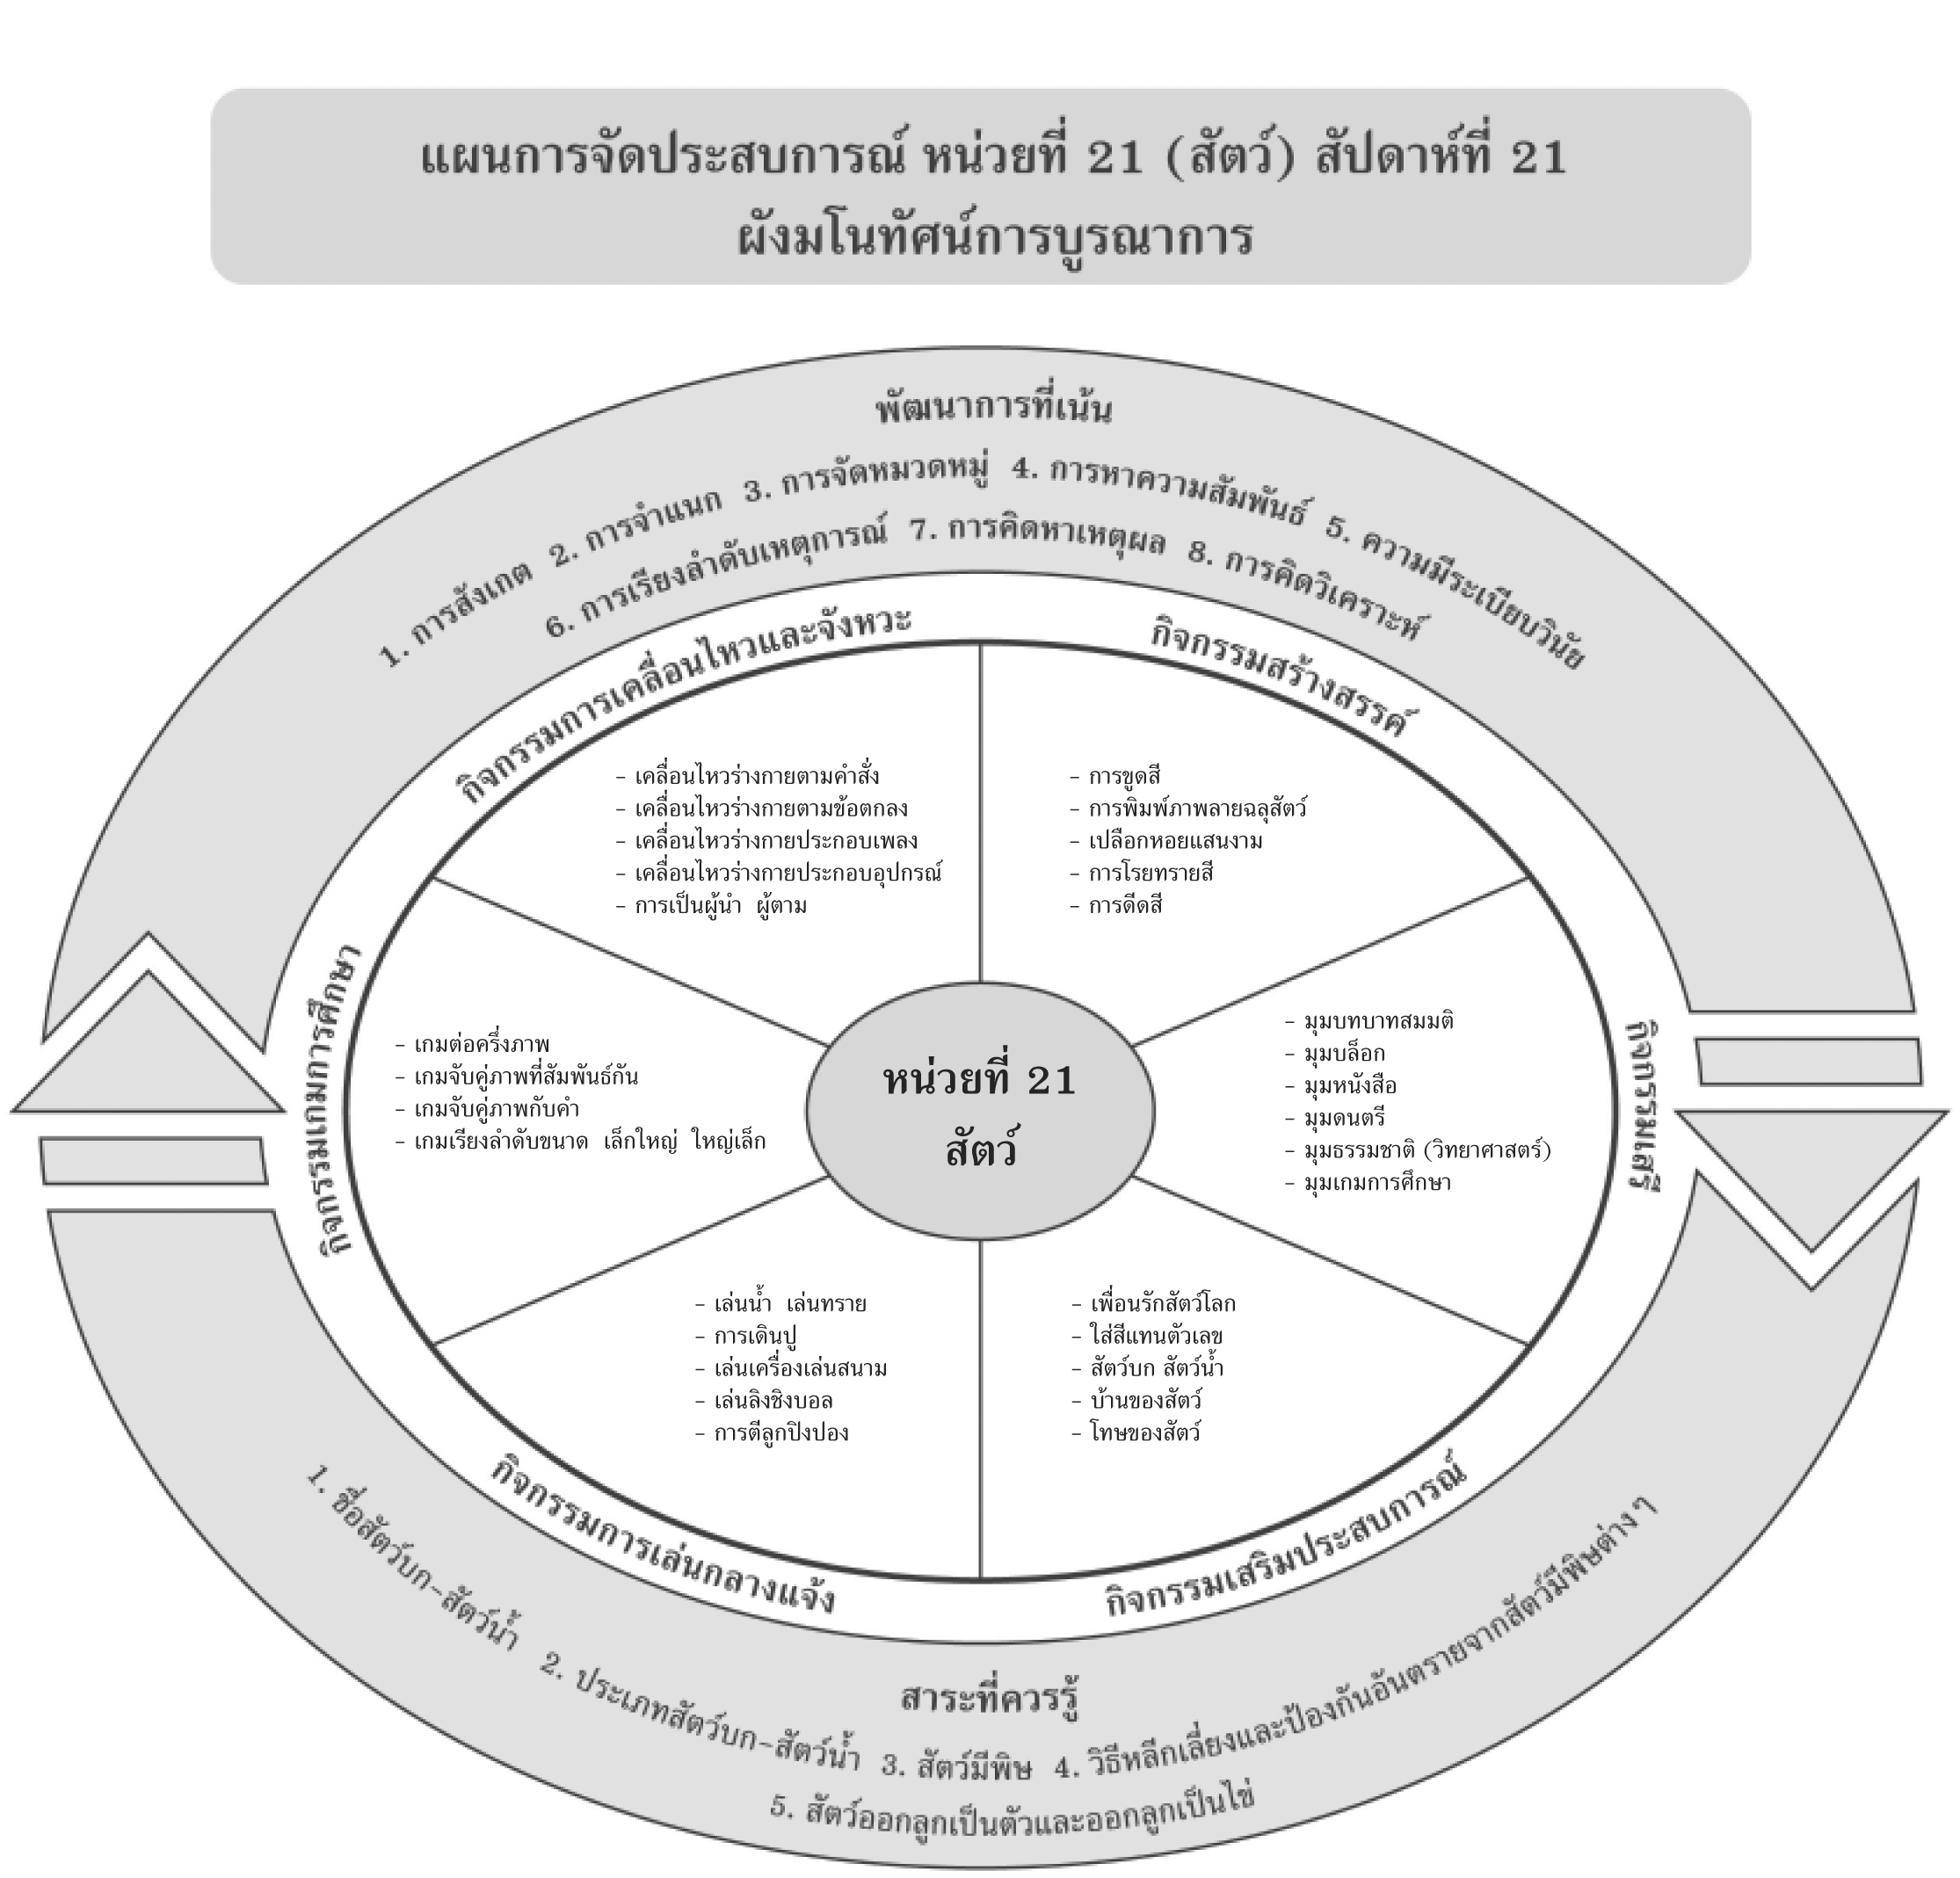 แผนการจัดประสบการณ์ หน่วยที่ 21 (สัตว์) สัปดาห์ที่ 21
ผังมโนทัศน์การบูรณาการ
พัฒนาการที่เน้น
1. การสังเกต 2. การจำแนก 3. การจัดหมวดหมู่ 4. การหาความสัมพันธ์ 5. ความมีระเบียบวินัย
6. การเรียงลำดับเหตุการณ์ 7. การคิดหาเหตุผล 8. การคิดวิเคราะห์
กิจกรรมการเคลื่อนไหวและจังหวะ
- เคลื่อนไหวร่างกายตามคำสั่ง
- เคลื่อนไหวร่างกายตามข้อตกลง
- เคลื่อนไหวร่างกายประกอบเพลง
- เคลื่อนไหวร่างกายประกอบอุปกรณ์
- การเป็นผู้นำ ผู้ตาม
กิจกรรมสร้างสรรค์
- การขูดสี
- การพิมพ์ภาพลายฉลุสัตว์
- เปลือกหอยแสนงาม
- การโรยทรายสี
- การดีดสี
กิจกรรมเสรี
- มุมบทบาทสมมติ
- มุมบล็อก
- มุมหนังสือ
- มุมดนตรี
- มุมธรรมชาติ (วิทยาศาสตร์)
- มุมเกมการศึกษา
กิจกรรมเกมการศึกษา
- เกมต่อครึ่งภาพ
- เกมจับคู่ภาพที่สัมพันธ์กัน
- เกมจับคู่ภาพกับคำ
- เกมเรียงลำดับขนาด เล็กใหญ่ ใหญ่เล็ก
หน่วยที่ 21
สัตว์
- เล่นน้ำ เล่นทราย
- การเดินปู
- เล่นเครื่องเล่นสนาม
- เล่นลิงชิงบอล
- การตีลูกปิงปอง
กิจกรรมการเล่นกลางแจ้ง
- เพื่อนรักสัตว์โลก
- ใส่สีแทนตัวเลข
- สัตว์บก สัตว์น้ำ
- บ้านของสัตว์
- โทษของสัตว์
กิจกรรมเสริมประสบการณ์
สาระที่ควรรู้
1. ชื่อสัตว์บก-สัตว์น้ำ 2. ประเภทสัตว์บก-สัตว์น้ำ 3. สัตว์มีพิษ 4. วิธีหลีกเลี่ยงและป้องกันอันตรายจากสัตว์มีพิษต่าง ๆ
5. สัตว์ออกลูกเป็นตัวและออกลูกเป็นไข่